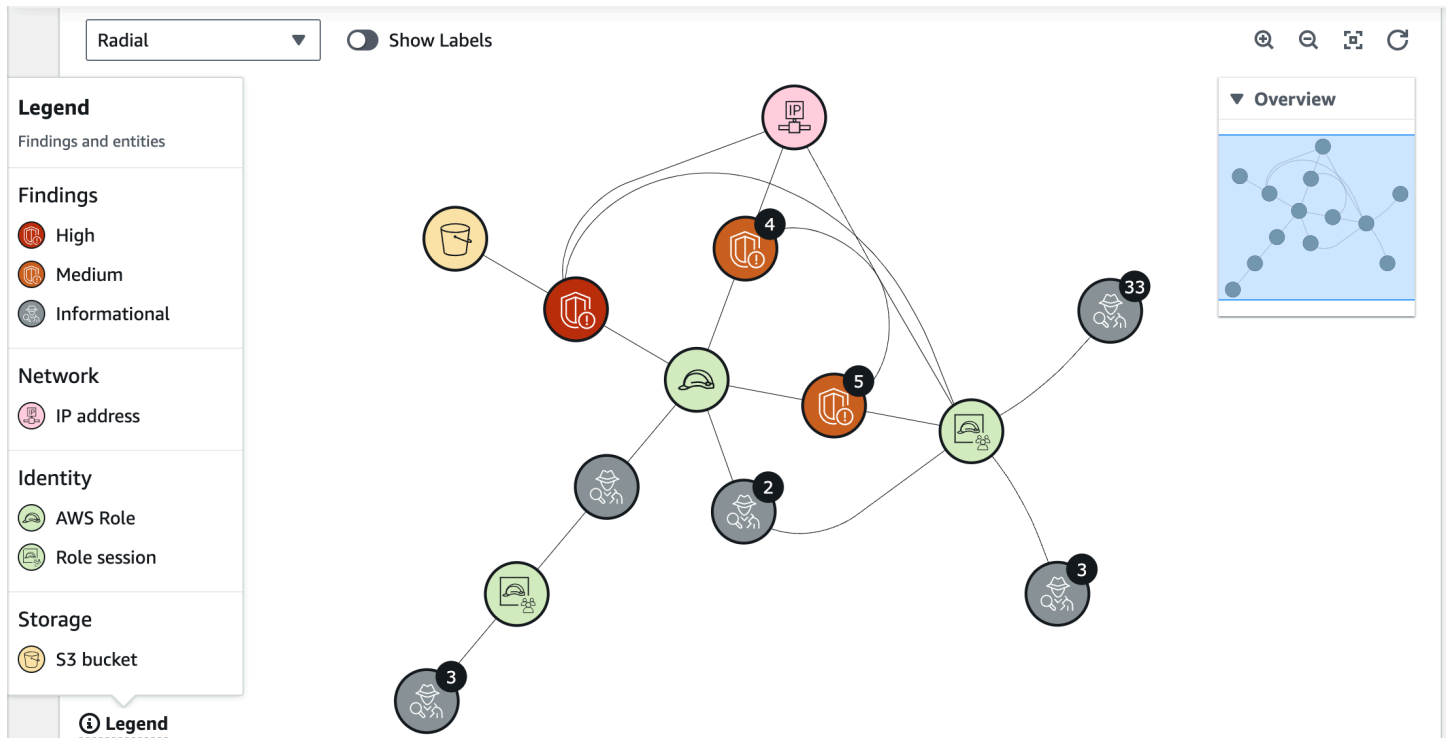 Radial
Show Labels
Legend
Findings and entities
Findings
High
Medium
Informational
Network
IP address
Identity
AWS Role
Role session
Storage
S3 bucket
Legend
Overview
IP
4
33
5
2
3
3